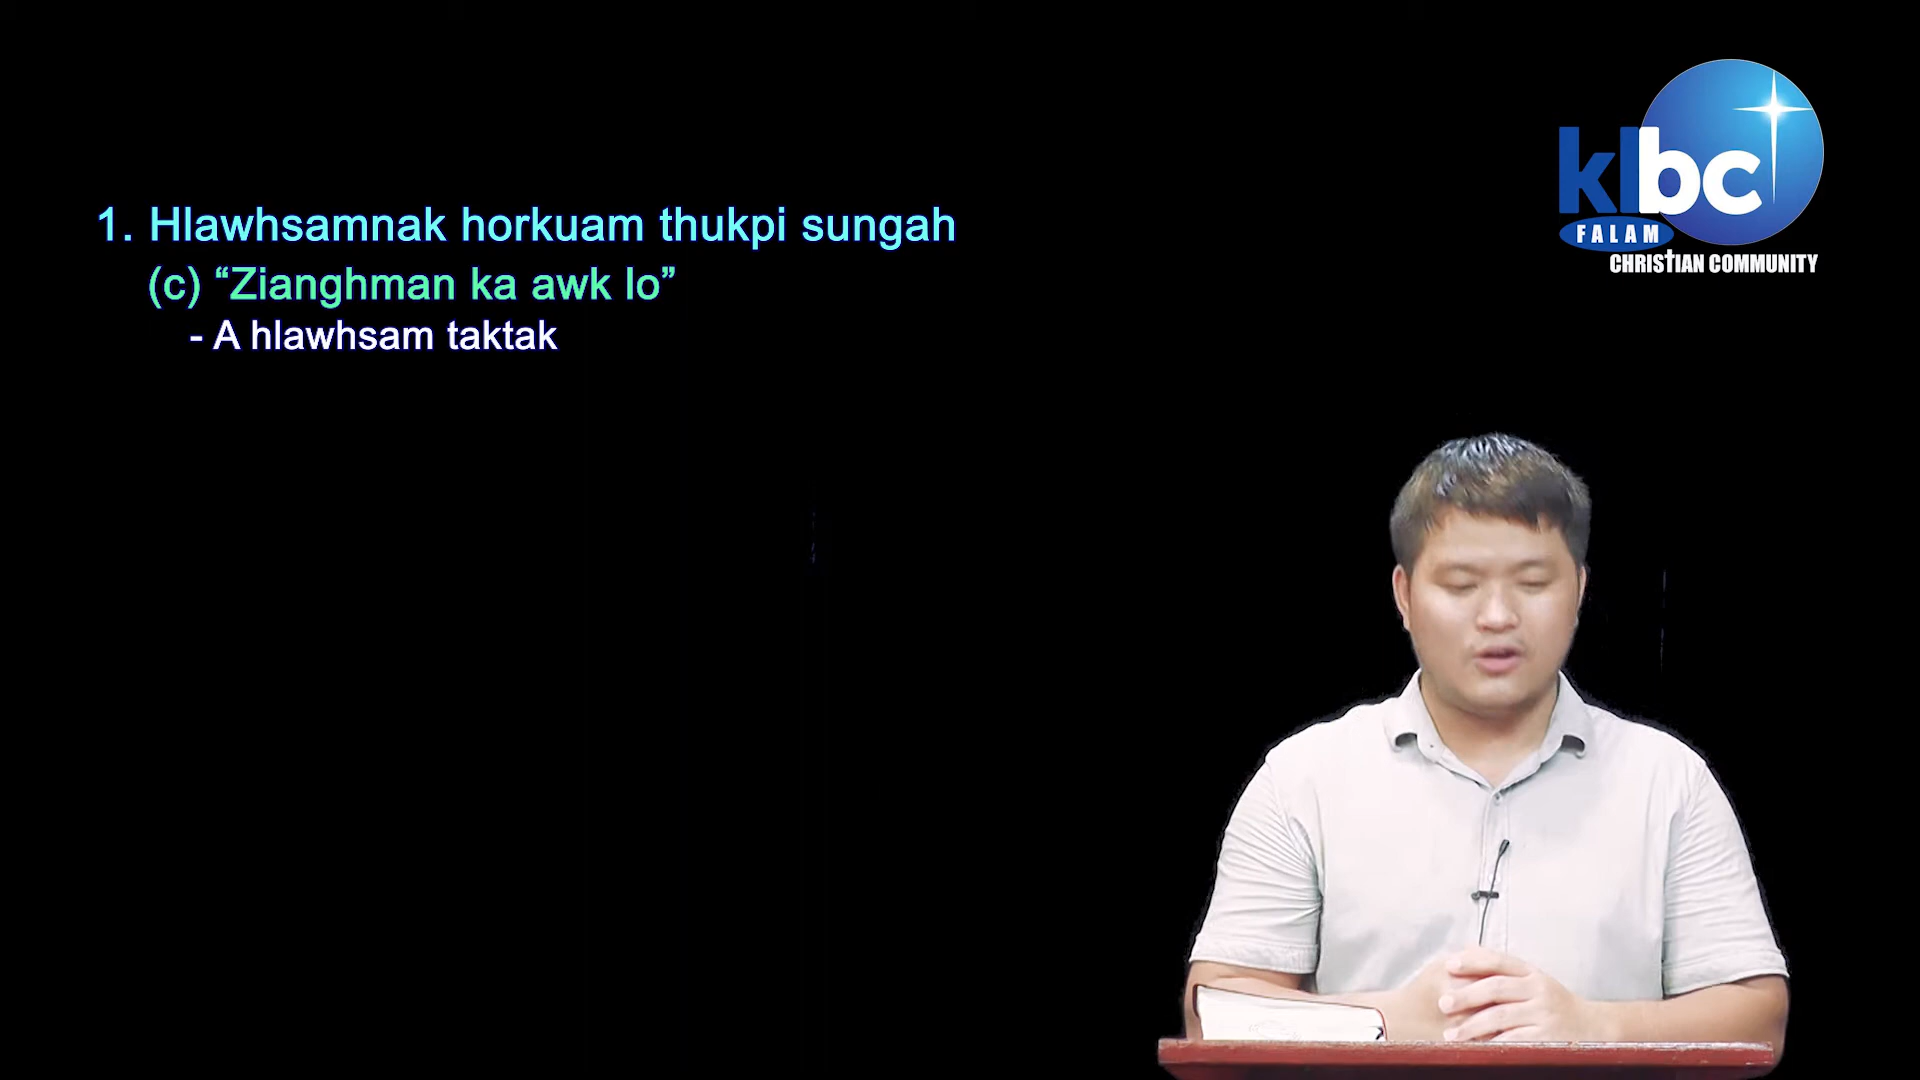 1. Hlawhsamnak horkuam thukpi sungah
(c) “Zianghman ka awk lo”
- A hlawhsam taktak
klbc
FALAM
CHRISTIAN COMMUNITY